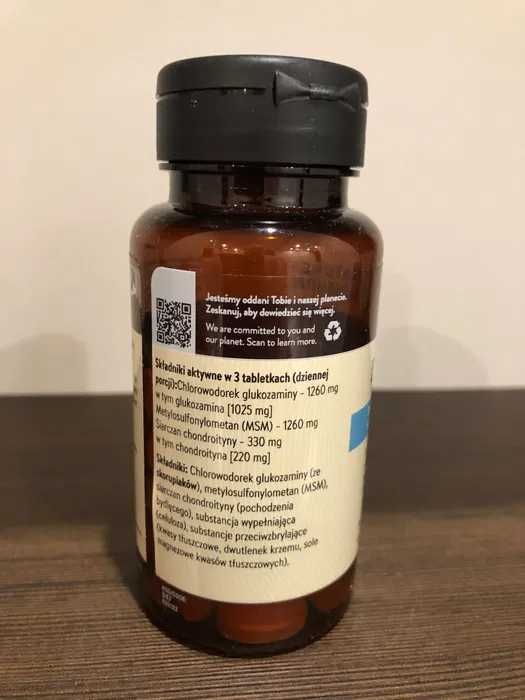 Jesteśmy oddani Tobie i naszej planecie.
Zeskanuj, aby dowiedzieć się więcej.
We are committed to you and
our planet. Scan to learn more.
Składniki aktywne w 3 tabletkach (dziennej
porcji):Chlorowodorek glukozaminy - 1260 mg
w tym glukozamina [1025 mg]
Metylosulfonylometan (MSM) - 1260 mg
Siarczan chondroityny - 330 mg
w tym chondroityna [220 mg]
Składniki: Chlorowodorek glukozaminy (ze
skorupiaków), metylosulfonylometan (MSM),
siarczan chondroityny (pochodzenia
bydlęcego), substancja wypełniająca
(celuloza), substancje przeciwzbrylające
(kwasy tłuszczowe, dwutlenek krzemu, sole
magnezowe kwasów tłuszczowych).